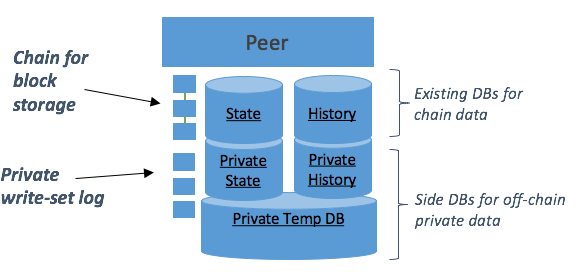 Peer
Chain for
block
storage
State
History
Existing DBs for
chain data
Private
write-set log
Private
State
Private
History
Side DBs for off-chain
private data
Private Temp DB